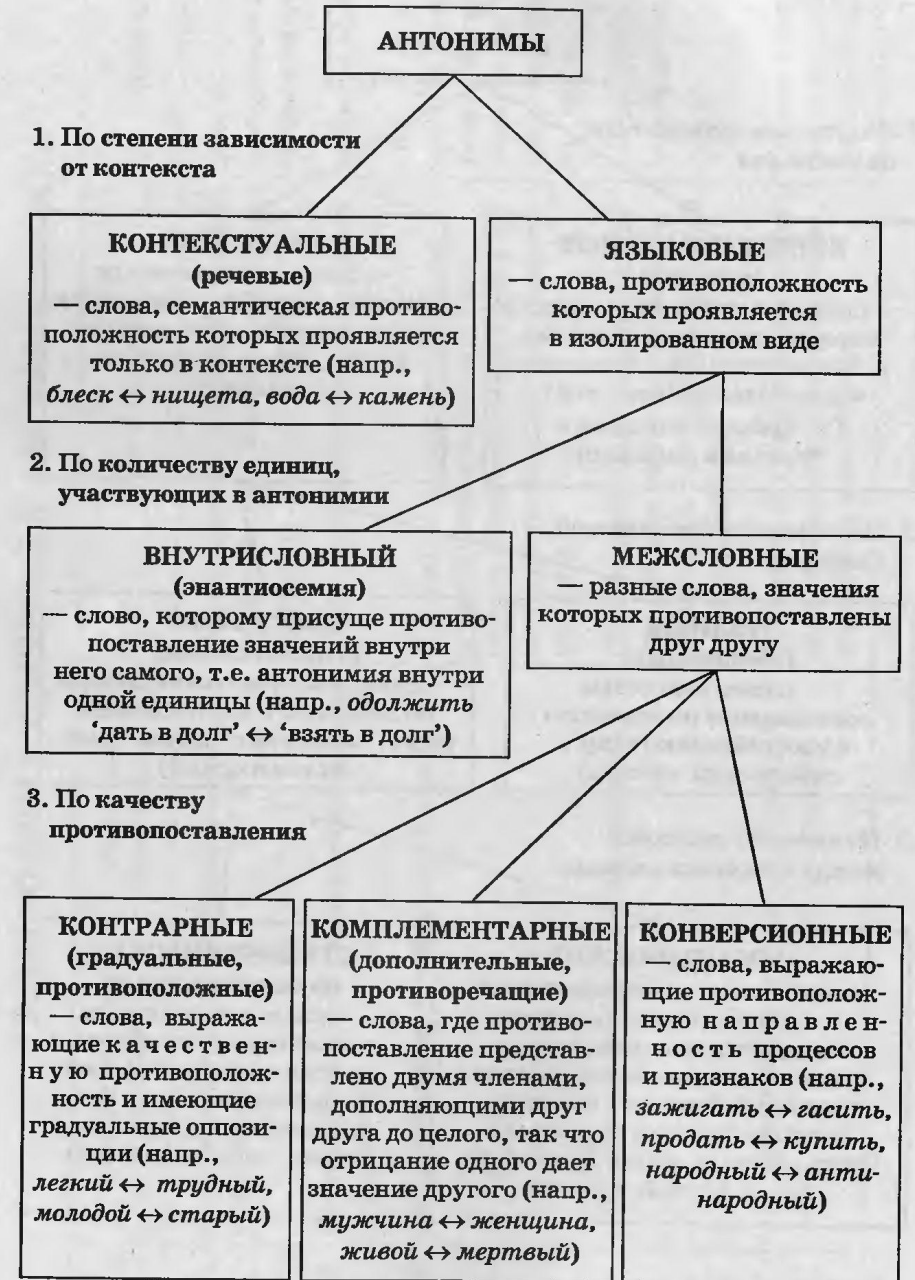 АНТОНИМЫ
1. По степени зависимости
от контекста
КОНТЕКСТУАЛЬНЫЕ
(речевые)
— слова, семантическая противо-
положность которых проявляется
только в контексте (напр.,
блеск ↔ нищета, вода ↔ камень)
ЯЗЫКОВЫЕ
— слова, противоположность
которых проявляется
в изолированном виде
2. По количеству единиц,
участвующих в антонимии
ВНУТРИСЛОВНЫЙ
(энантиосемия)
— слово, которому присуще противо-
поставление значений внутри
него самого, т.е. антонимия внутри
одной единицы (напр., одолжить
‘дать в долг’ ↔ ‘взять в долг’)
МЕЖСЛОВНЫЕ
— разные слова, значения
которых противопоставлены
друг другу
3. По качеству
противопоставления
КОНТРАРНЫЕ
(градуальные,
противоположные)
— слова, выража-
ющие качествен-
ную противополож-
ность и имеющие
градуальные оппози-
ции (напр.,
легкий ↔ трудный,
молодой ↔ старый)
КОМПЛЕМЕНТАРНЫЕ
(дополнительные,
противоречащие)
— слова, где противо-
поставление представ-
лено двумя членами,
дополняющими друг
друга до целого, так что
отрицание одного дает
значение другого (напр.,
мужчина ↔ женщина,
живой ↔ мертвый)
КОНВЕРСИОННЫЕ
— слова, выражаю-
щие противополож-
ную направлен-
ность процессов
и признаков (напр.,
зажигать ↔ гасить,
продать ↔ купить,
народный ↔ анти-
народный)